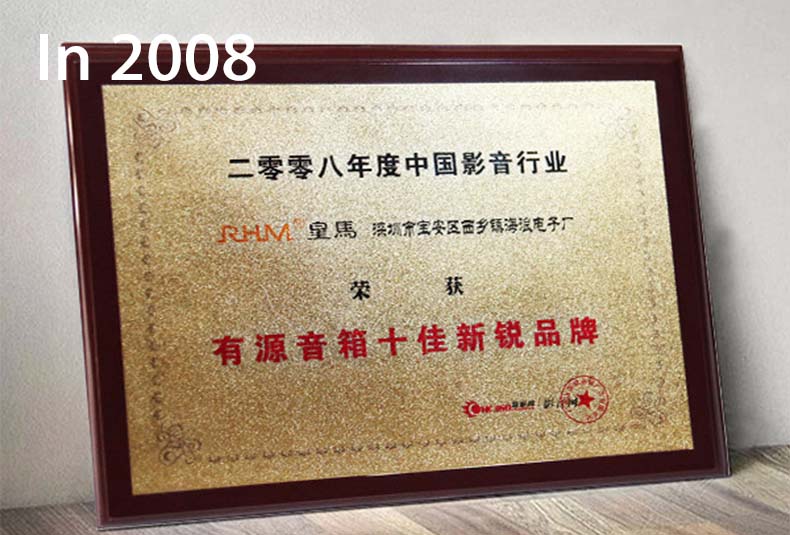 In 2008
二零零八年度中国影音行业
RHM® 皇馬 深圳市宝安区西乡镇海浪电子厂
荣 获
有源音箱十佳新锐品牌